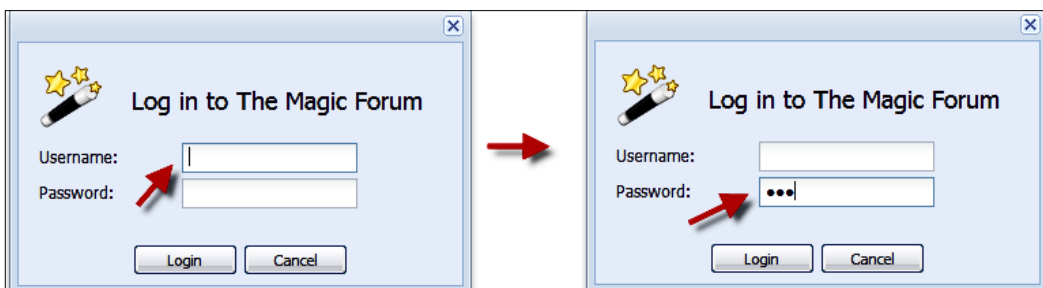 Log in to The Magic Forum
Username:
Password:
Login Cancel
Log in to The Magic Forum
Username:
Password: •••
Login Cancel